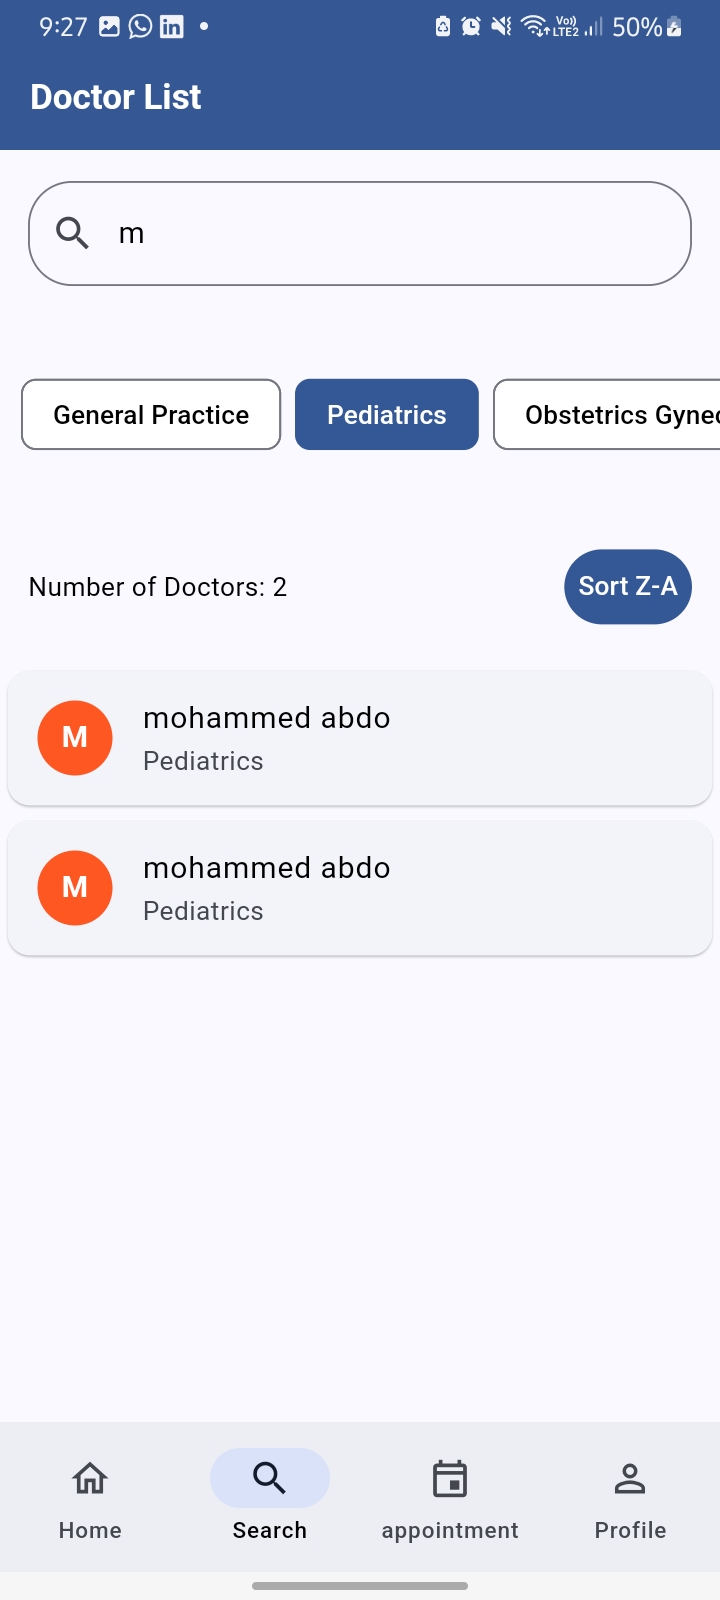 9:27 in Vo)) LTE2 50%
Doctor List
m
General Practice Pediatrics Obstetrics Gynec
Number of Doctors: 2 Sort Z-A
M mohammed abdo
Pediatrics
M mohammed abdo
Pediatrics
Home Search appointment Profile